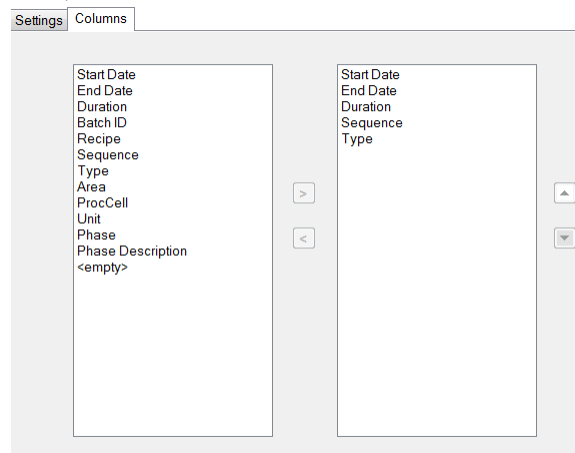 Settings Columns
Start Date
End Date
Duration
Batch ID
Recipe
Sequence
Type
Area
ProcCell
Unit
Phase
Phase Description
<empty>
>
<
Start Date
End Date
Duration
Sequence
Type